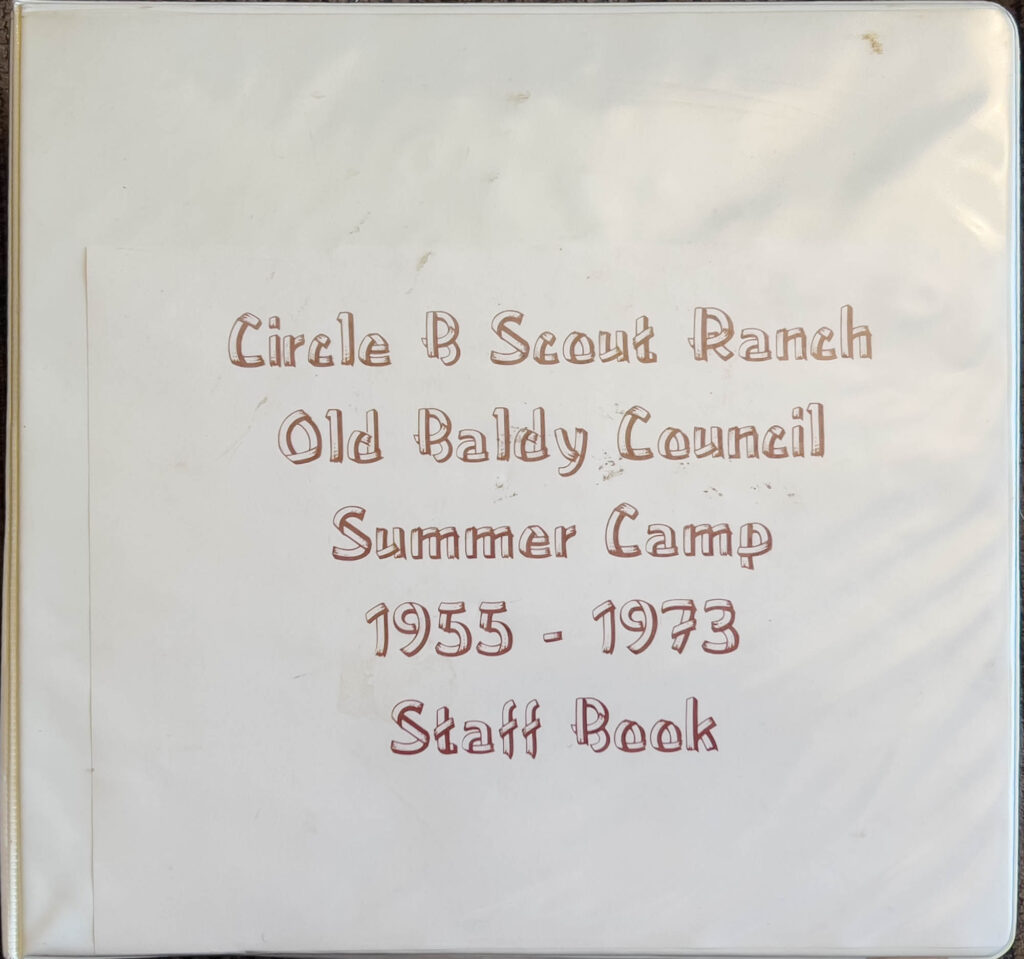 Circle B Scout Ranch
Old Baldy Council
Summer Camp
1955 - 1973
Staff Book